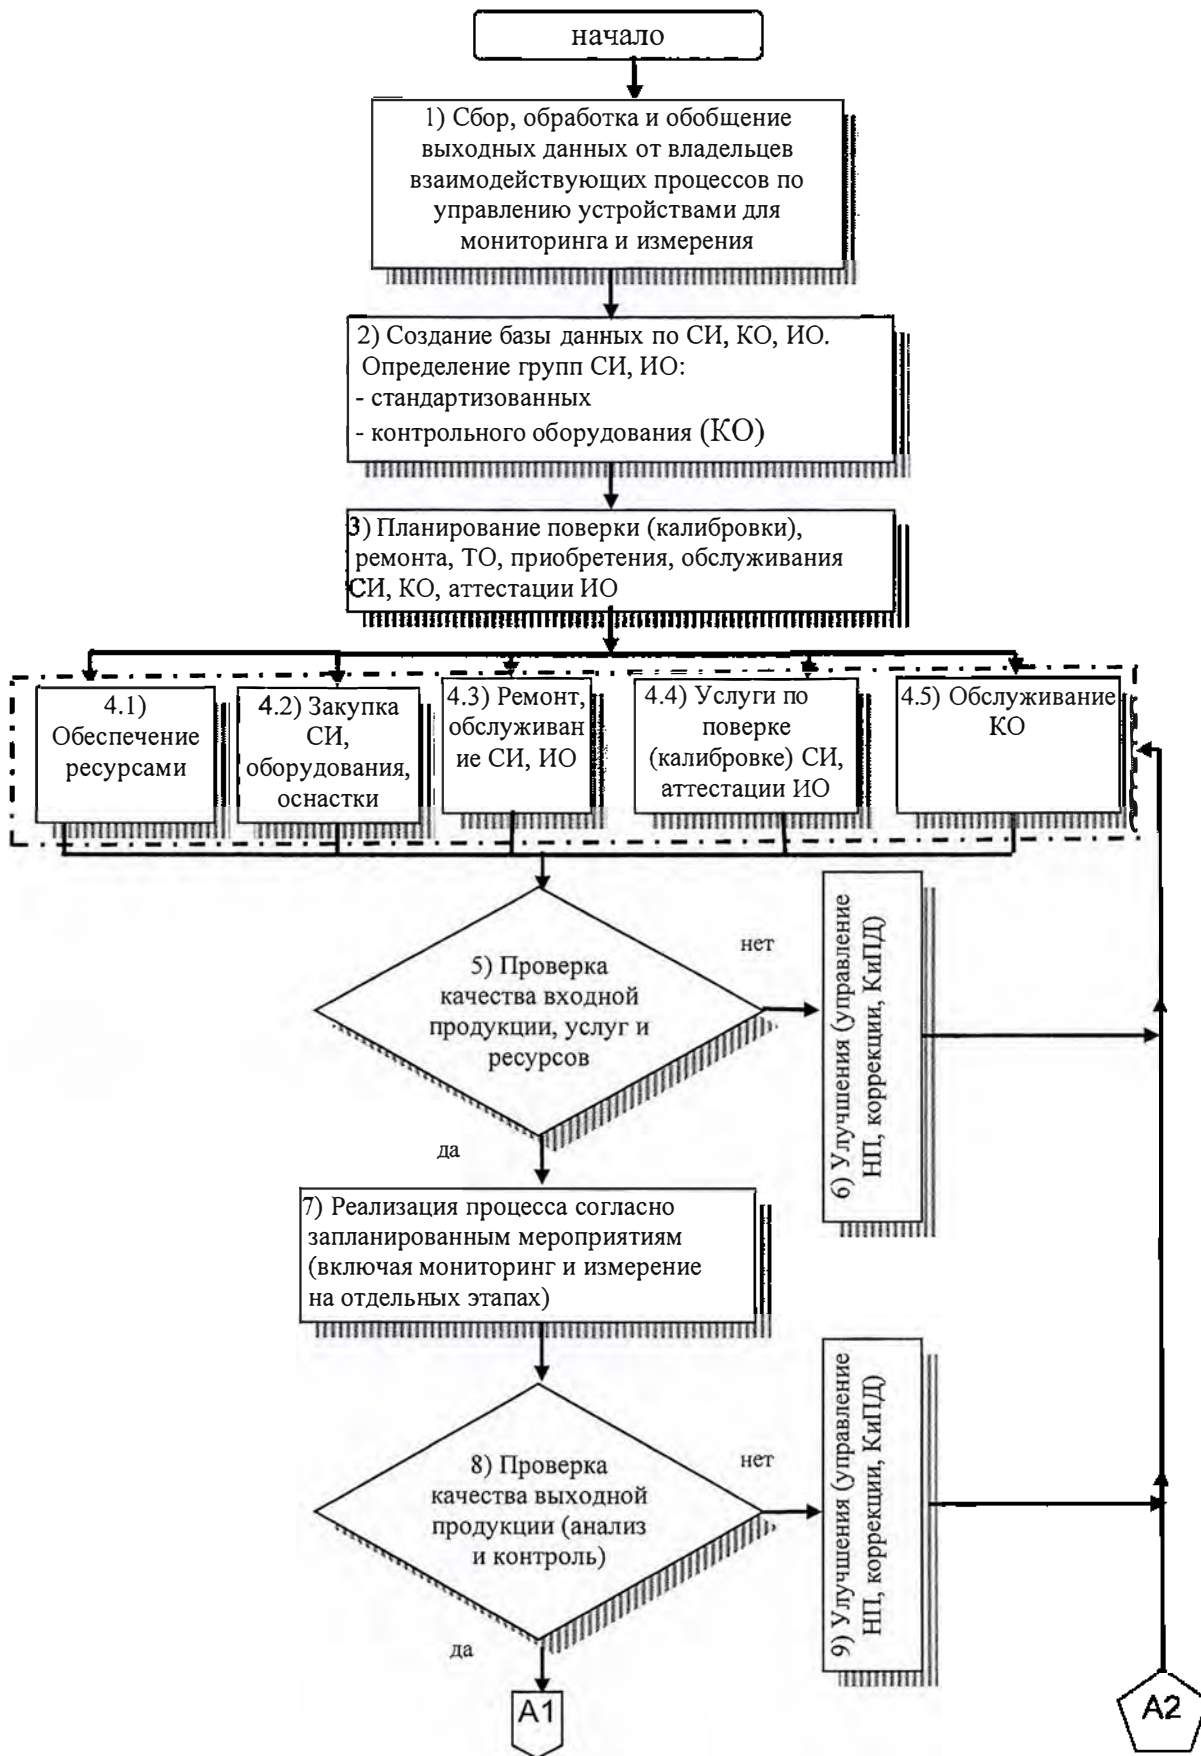 начало
1) Сбор, обработка и обобщение
выходных данных от владельцев
взаимодействующих процессов по
управлению устройствами для
мониторинга и измерения
2) Создание базы данных по СИ, КО, ИО.
Определение групп СИ, ИО:
- стандартизованных
- контрольного оборудования (КО)
3) Планирование поверки (калибровки),
ремонта, ТО, приобретения, обслуживания
СИ, КО, аттестации ИО
4.1)
Обеспечение
ресурсами
4.2) Закупка
СИ,
оборудования,
оснастки
4.3) Ремонт,
обслуживан
ие СИ, ИО
4.4) Услуги по
поверке
(калибровке) СИ,
аттестации ИО
4.5) Обслуживание
КО
5) Проверка
качества входной
продукции, услуг и
ресурсов
нет
6) Улучшения (управление
НП, коррекции, КиПД)
да
7) Реализация процесса согласно
запланированным мероприятиям
(включая мониторинг и измерение
на отдельных этапах)
8) Проверка
качества выходной
продукции (анализ
и контроль)
нет
9) Улучшения (управление
НП, коррекции, КиПД)
да
А1
А2